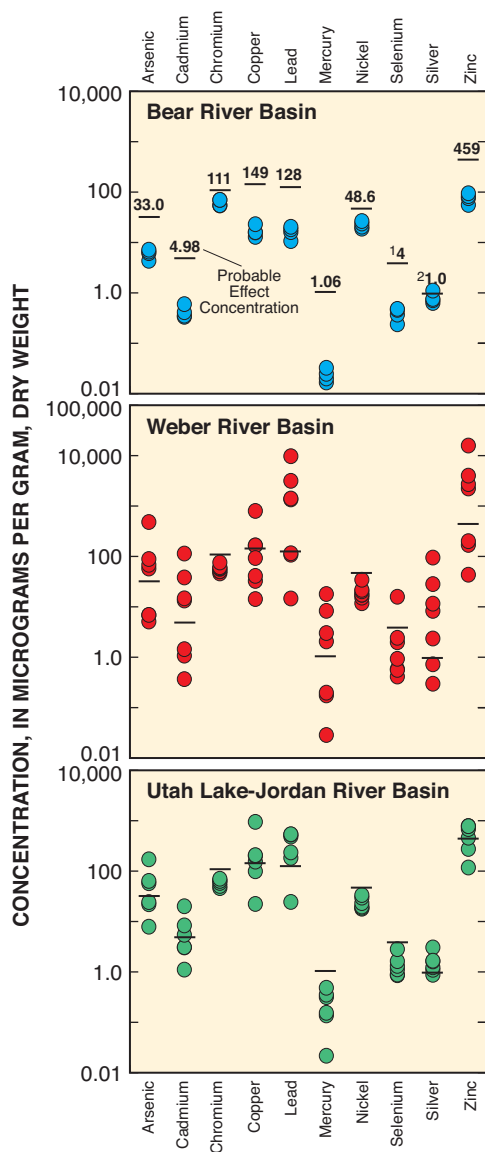 Arsenic
Cadmium
Chromium
Copper
Lead
Mercury
Nickel
Selenium
Silver
Zinc
CONCENTRATION, IN MICROGRAMS PER GRAM, DRY WEIGHT
10,000
100
1.0
0.01
Bear River Basin
33.0
4.98
111
149
128
1.06
48.6
14
21.0
459
Probable
Effect
Concentration
100,000
10,000
100
1.0
0.01
Weber River Basin
10,000
100
1.0
0.01
Utah Lake-Jordan River Basin
Arsenic
Cadmium
Chromium
Copper
Lead
Mercury
Nickel
Selenium
Silver
Zinc